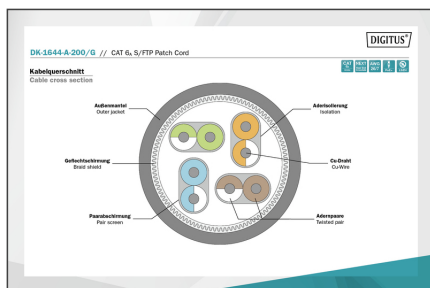 DIGITUS®
DK-1644-A-200/G // CAT 6A S/FTP Patch Cord
Kabelquerschnitt
Cable cross section
Außenmantel
Outer jacket
Aderisolierung
Isolation
Geflechtschirmung
Braid shield
Cu-Draht
Cu-Wire
Paarabschirmung
Pair screen
Adernpaare
Twisted pair